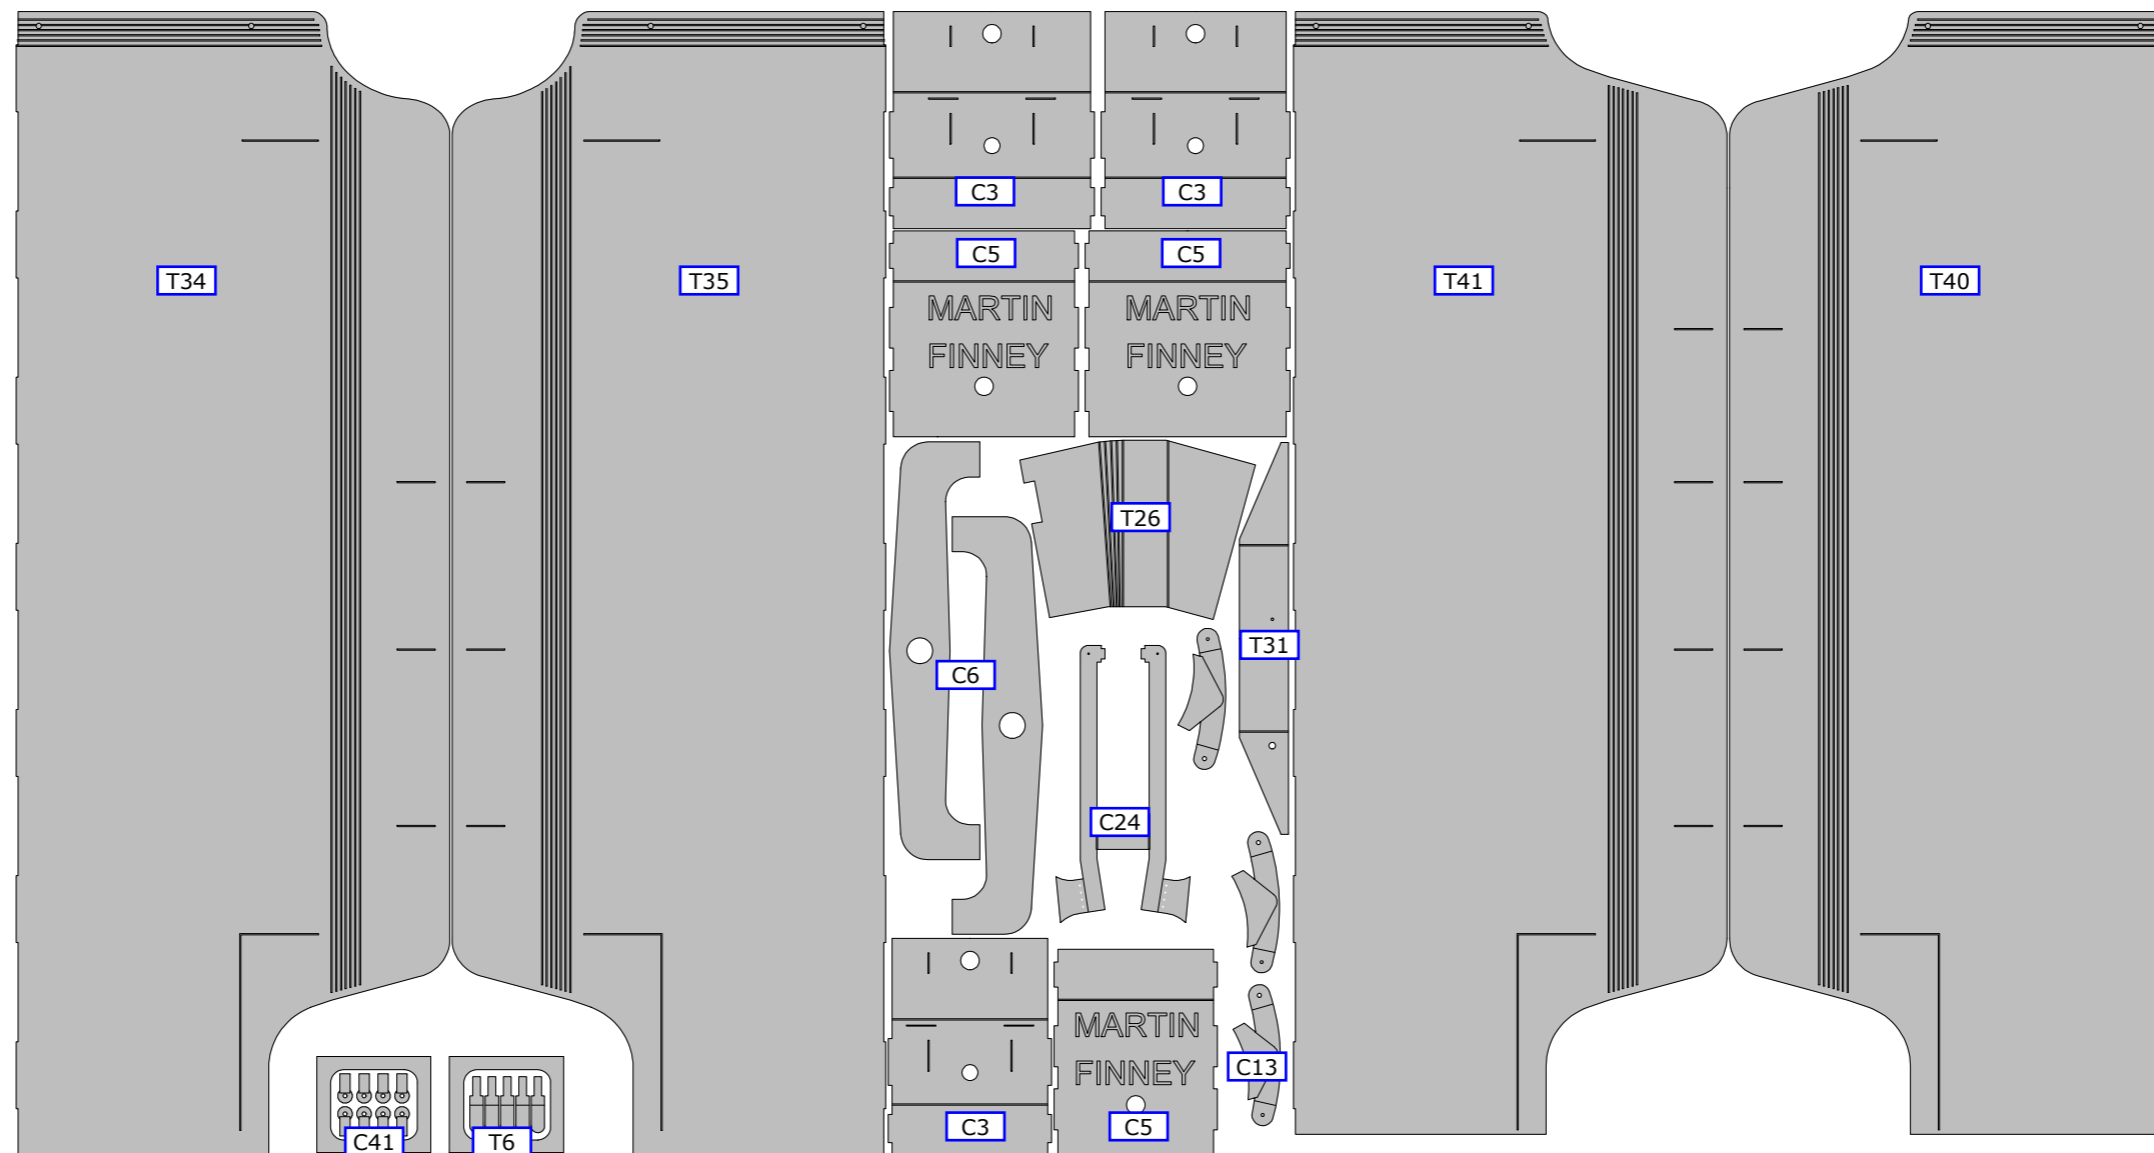 C3
C3
C5
C5
T34
T35
T41
T40
MARTIN
FINNEY
MARTIN
FINNEY
T26
T31
C6
C24
MARTIN
FINNEY
C13
C3
C5
C41
T6